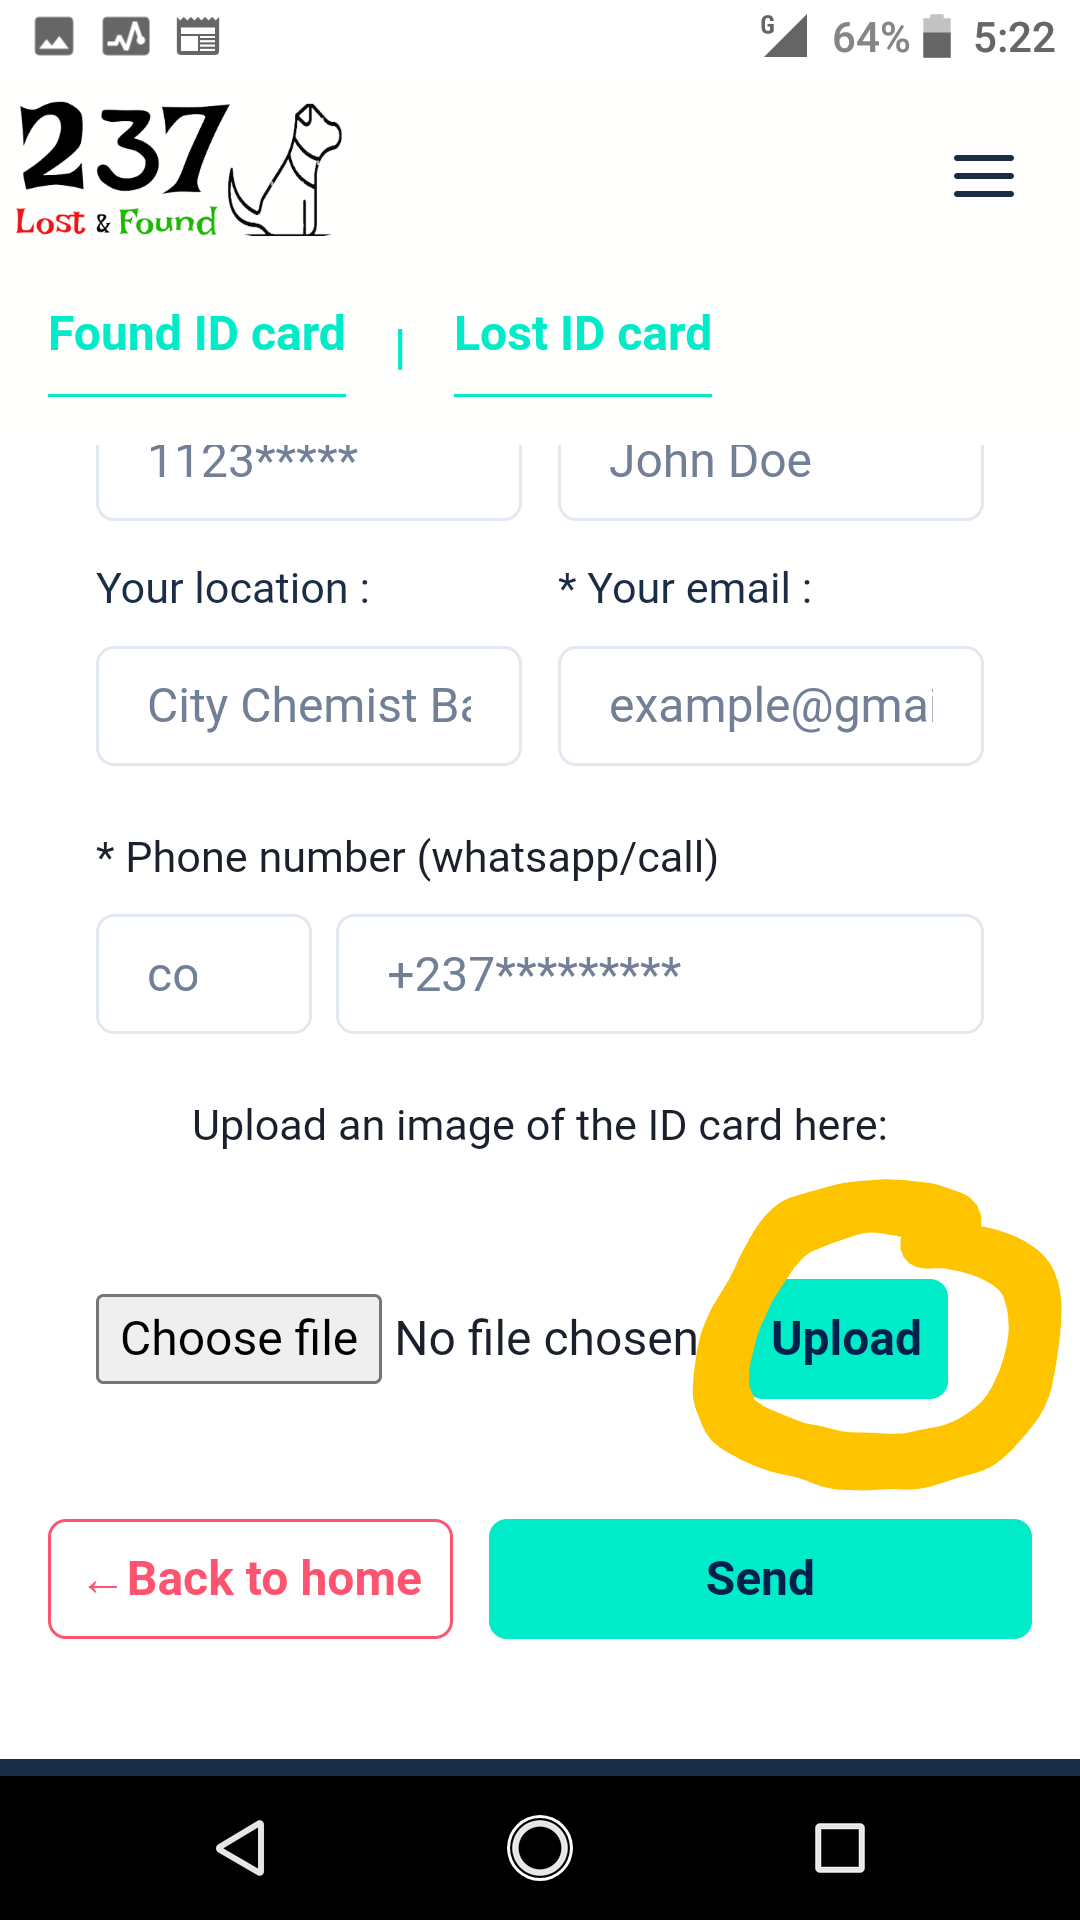 G 64% 5:22
237
Lost & Found
Found ID card | Lost ID card
1123***** John Doe
Your location : * Your email :
City Chemist Ba example@gmai
* Phone number (whatsapp/call)
co +237*********
Upload an image of the ID card here:
Choose file No file chosen Upload
←Back to home Send